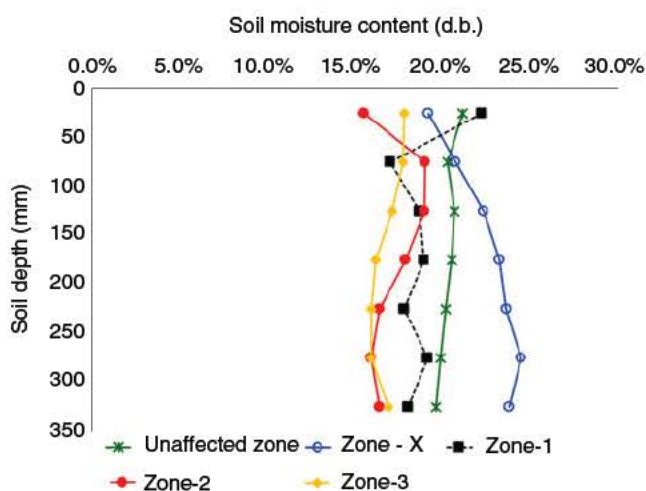 Soil moisture content (d.b.)
0.0% 5.0% 10.0% 15.0% 20.0% 25.0% 30.0%
0
50
100
150
200
250
300
350
Soil depth (mm)
Unaffected zone Zone - X Zone-1
Zone-2 Zone-3